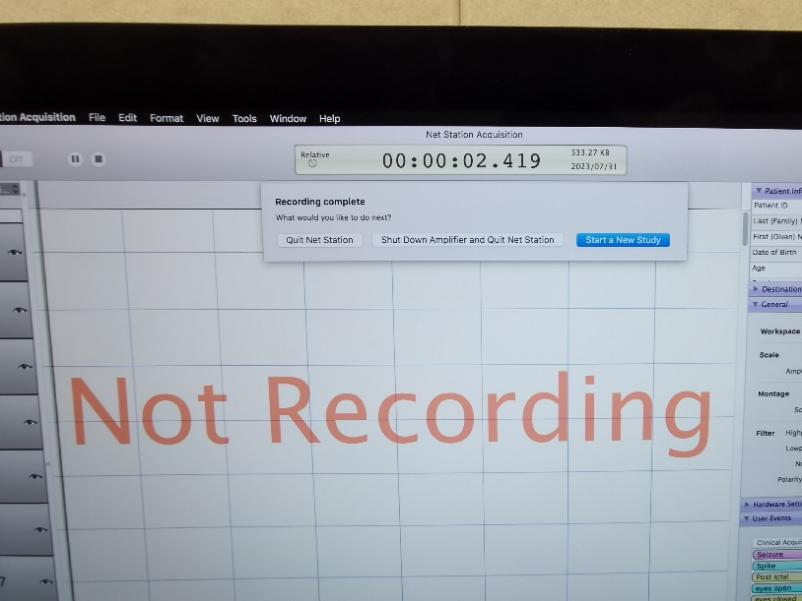 tion Acquisition File Edit Format View Tools Window Help
Net Station Acquisition
Off
Relative
00:00:02.419
533.27 KB
2023/07/31
Recording complete
What would you like to do next?
Quit Net Station
Shut Down Amplifier and Quit Net Station
Start a New Study
Not Recording
7
Patient Inf
Patient ID
Last (Family)
First (Given) N
Date of Birth
Age
Destination
General
Workspace
Scale
Amp
Montage
Filter
High
Lowp
Polarity
Hardware Setti
User Events
Clinical Acqui
Seizure
Spike
Post Ictal
eyes open
eyes closed